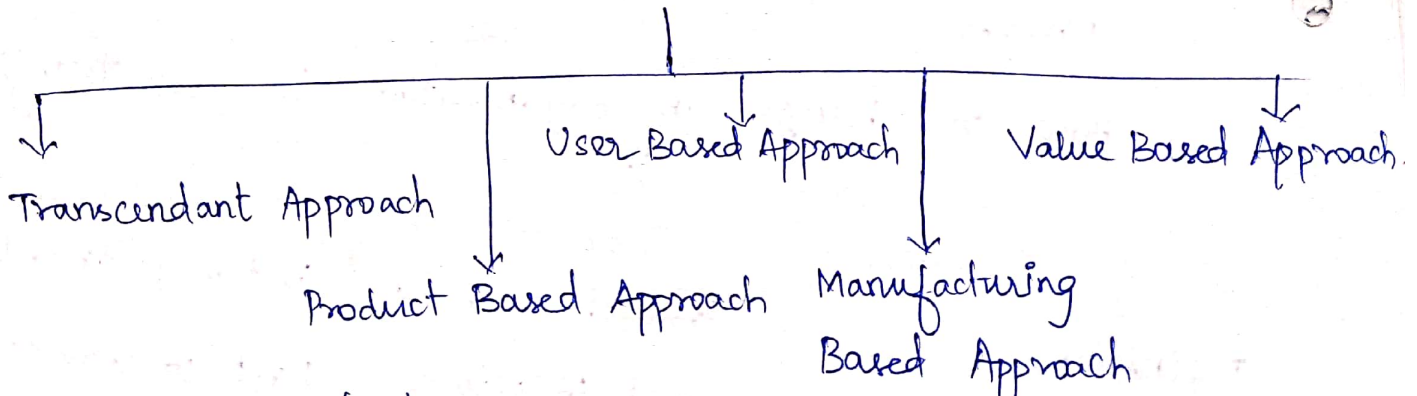 User Based Approach
Value Based Approach.
Transcendant Approach
Product Based Approach
Manufacturing
Based Approach